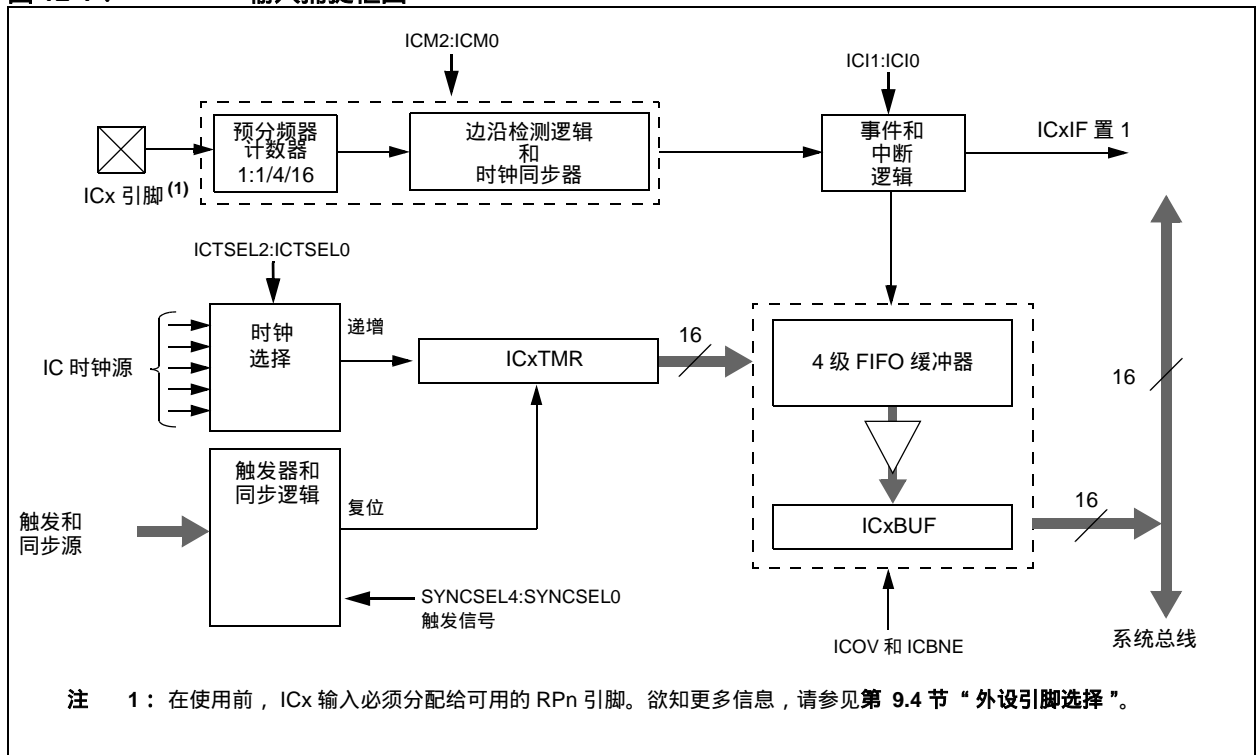 ICM2:ICM0
ICI1:ICI0
预分频器
计数器
1:1/4/16
边沿检测逻辑
和
时钟同步器
事件和
中断
逻辑
ICxIF 置 1
ICx 引脚(1)
ICTSEL2:ICTSEL0
IC 时钟源
时钟
选择
递增
ICxTMR
16
4 级 FIFO 缓冲器
16
触发器和
同步逻辑
复位
触发和
同步源
ICxBUF
16
SYNCSEL4:SYNCSEL0
触发信号
ICOV 和 ICBNE
系统总线
注 1：在使用前，ICx 输入必须分配给可用的 RPn 引脚。欲知更多信息，请参见第 9.4 节 “外设引脚选择”。